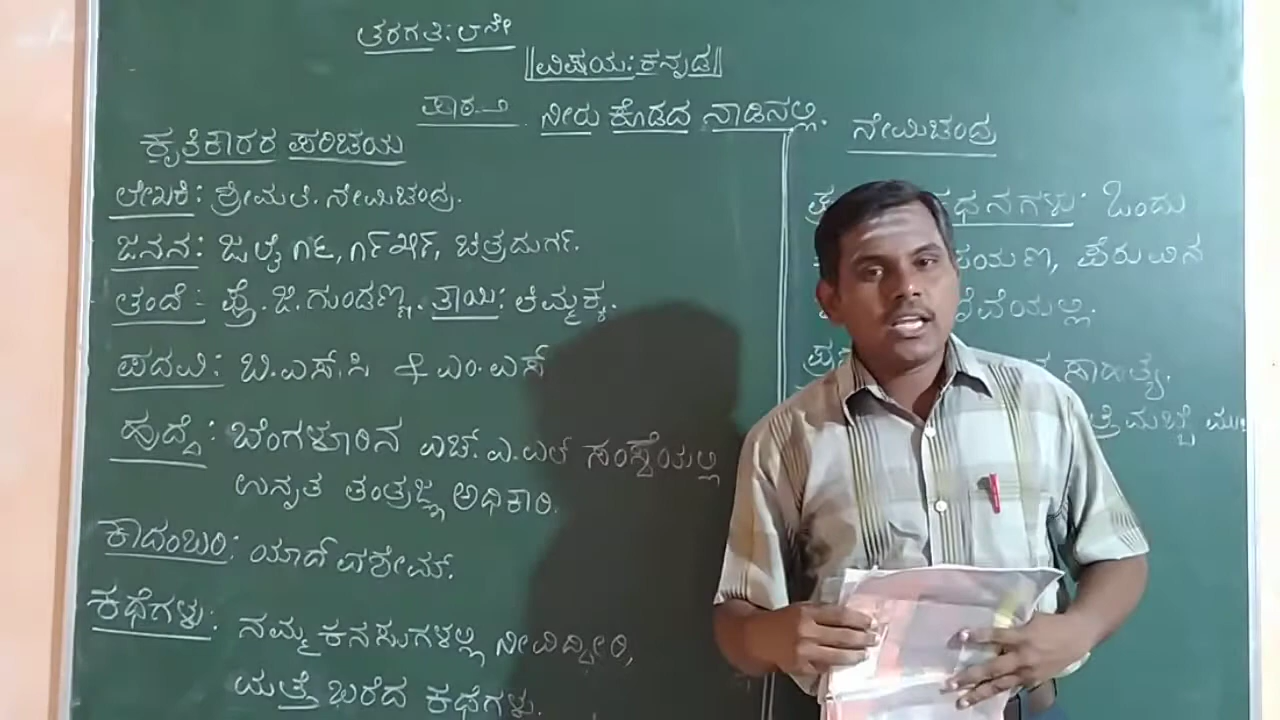 ತರಗತಿ: ೮ನೇ
ವಿಷಯ: ಕನ್ನಡ
ಪಾಠ-೨ ನೀರು ಕೊಡದ ನಾಡಿನಲ್ಲಿ.
ಕೃತಿಕಾರರ ಪರಿಚಯ
ಲೇಖಕಿ: ಶ್ರೀಮತಿ. ನೇಮಿಚಂದ್ರ.
ಜನನ: ಜುಲೈ ೧೬, ೧೯೫೯, ಚಿತ್ರದುರ್ಗ.
ತಂದೆ: ಪ್ರೊ. ಜಿ. ಗುಂಡಣ್ಣ. ತಾಯಿ: ತಿಮ್ಮಕ್ಕ.
ಪದವಿ: ಬಿ.ಎಸ್.ಸಿ & ಎಂ.ಎಸ್
ಹುದ್ದೆ: ಬೆಂಗಳೂರಿನ ಎಚ್.ಎ.ಎಲ್ ಸಂಸ್ಥೆಯಲ್ಲಿ
ಉನ್ನತ ತಂತ್ರಜ್ಞ ಅಧಿಕಾರಿ.
ಕಾದಂಬರಿ: ಯಾದ್ ವಶೇಮ್.
ಕಥೆಗಳು: ನಮ್ಮ ಕನಸುಗಳಲ್ಲಿ ನೀವಿದ್ದೀರಿ,
ಮತ್ತೆ ಬರೆದ ಕಥೆಗಳು.
ನೇಮಿಚಂದ್ರ
ಒಂದು
ಪೆರುವಿನ
ಸಾಹಿತ್ಯ.